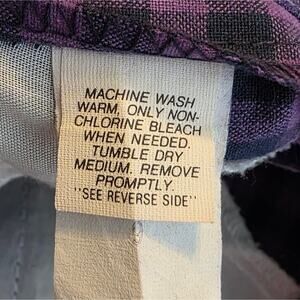 MACHINE WASH
WARM, ONLY NON-
CHLORINE BLEACH
WHEN NEEDED.
TUMBLE DRY
MEDIUM. REMOVE
PROMPTLY.
"SEE REVERSE SIDE"